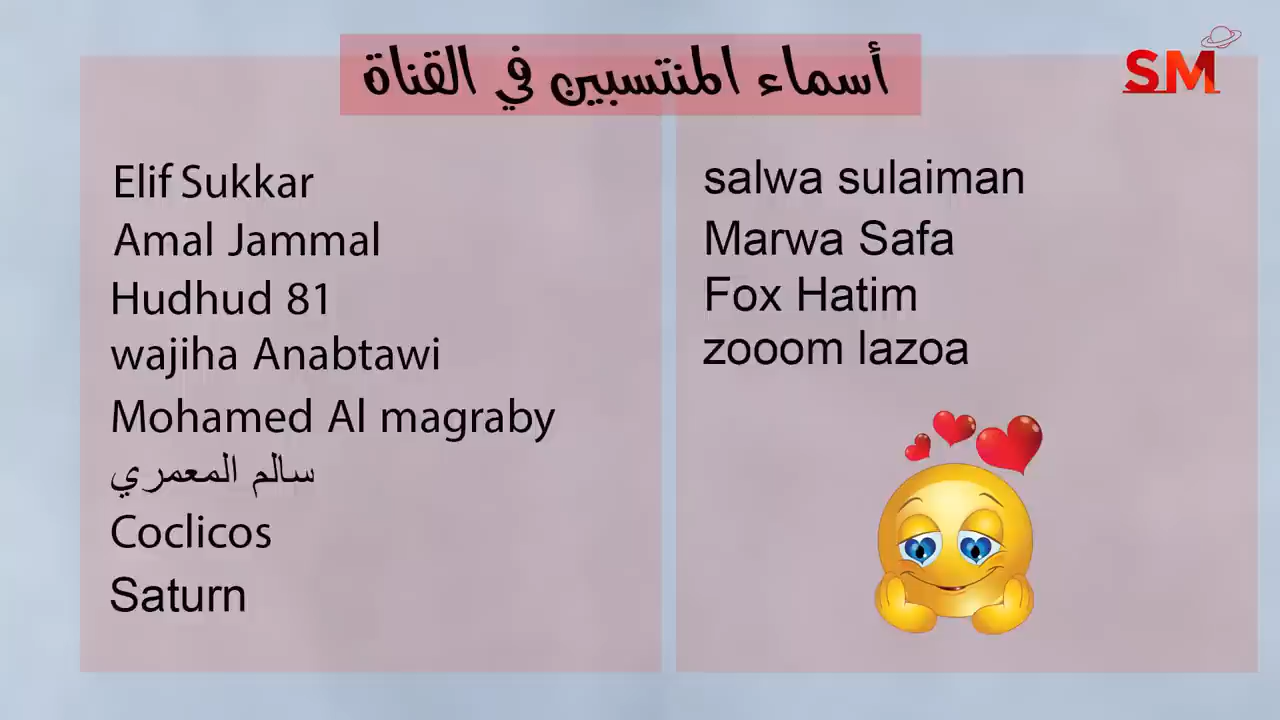 أسماء المنتسبين في القناة
SM
Elif Sukkar
Amal Jammal
Hudhud 81
wajiha Anabtawi
Mohamed Al magraby
سالم المعمري
Coclicos
Saturn
salwa sulaiman
Marwa Safa
Fox Hatim
zooom lazoa